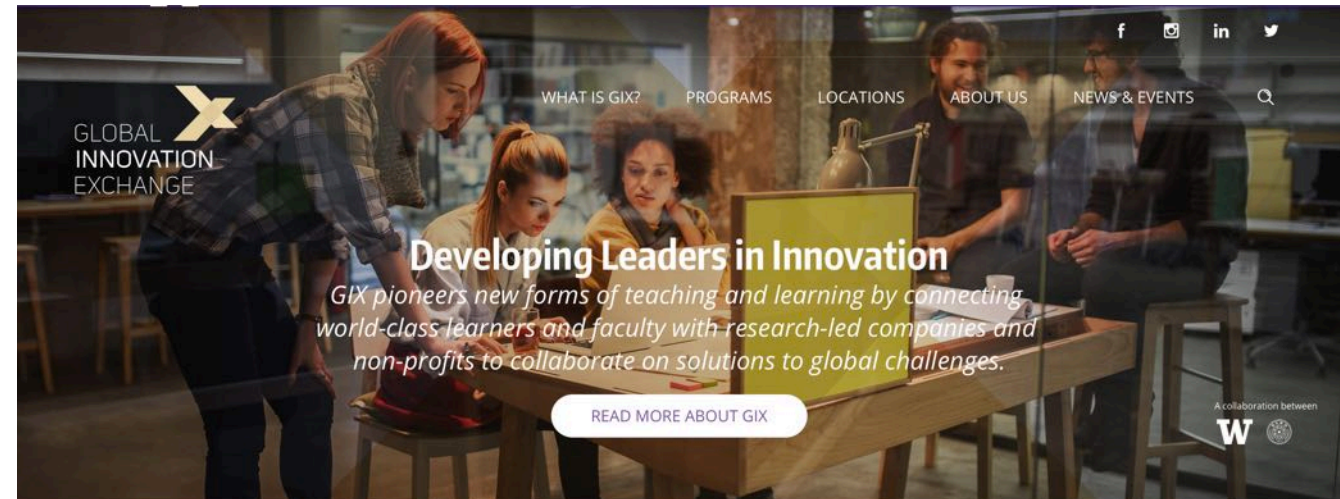 WHAT IS GIX? PROGRAMS LOCATIONS ABOUT US NEWS & EVENTS
GLOBAL
INNOVATION
EXCHANGE
Developing Leaders in Innovation
GIX pioneers new forms of teaching and learning by connecting
world-class learners and faculty with research-led companies and
non-profits to collaborate on solutions to global challenges.
READ MORE ABOUT GIX
A collaboration between
W